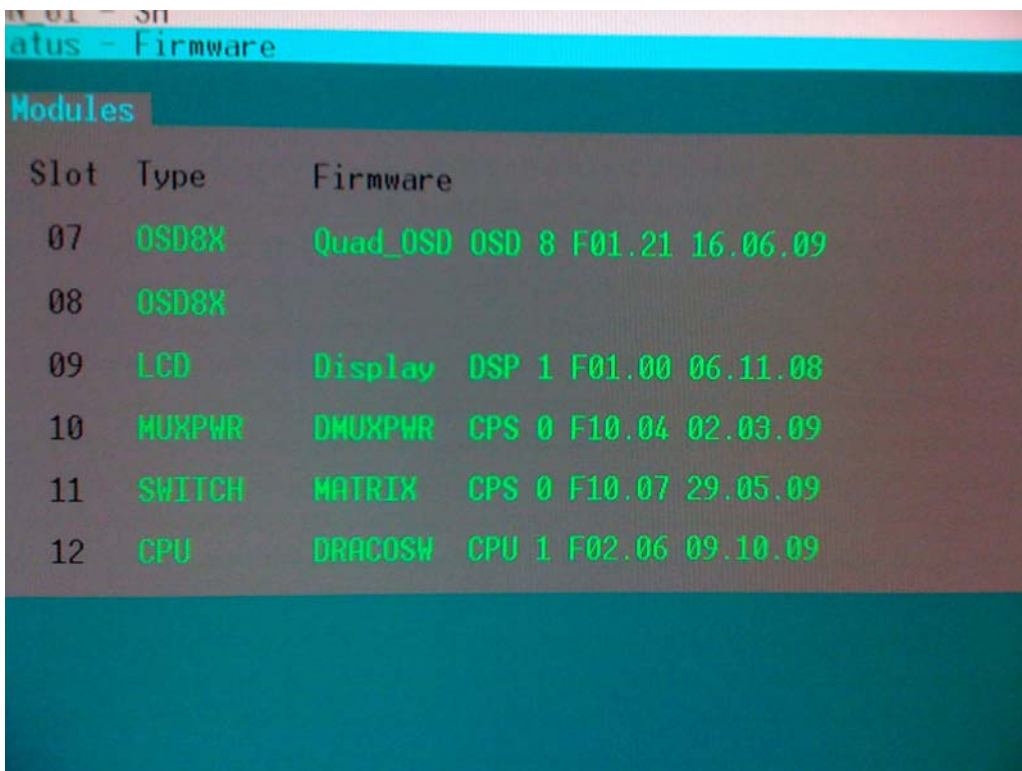 atus - Firmware
Modules
Slot Type Firmware
07 OSD8X Quad_OSD OSD 8 F01.21 16.06.09
08 OSD8X
09 LCD Display DSP 1 F01.00 06.11.08
10 MUXPWR DMUXPWR CPS 0 F10.04 02.03.09
11 SWITCH MATRIX CPS 0 F10.07 29.05.09
12 CPU DRACOSW CPU 1 F02.06 09.10.09